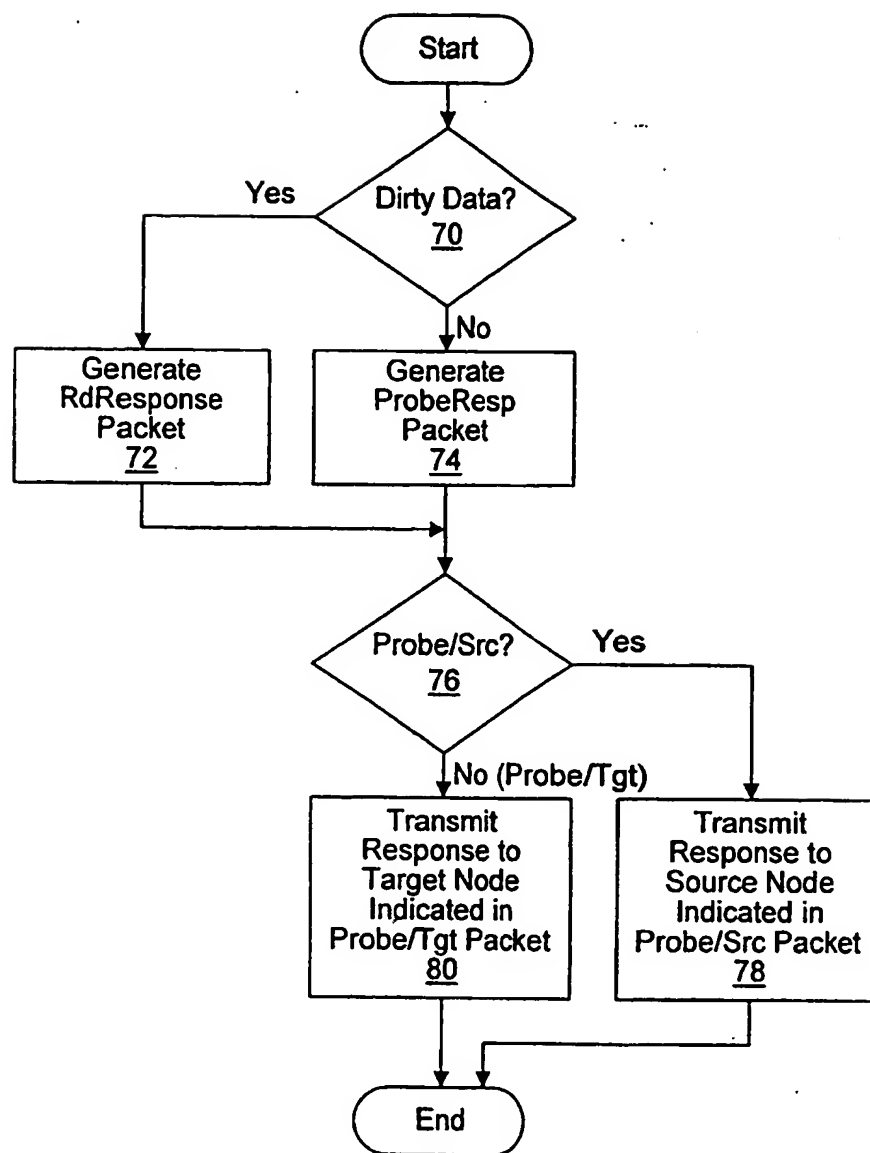 Start
Dirty Data?
70
Yes
No
Generate
RdResponse
Packet
72
Generate
ProbeResp
Packet
74
Probe/Src?
76
Yes
No (Probe/Tgt)
Transmit
Response to
Target Node
Indicated in
Probe/Tgt Packet
80
Transmit
Response to
Source Node
Indicated in
Probe/Src Packet
78
End